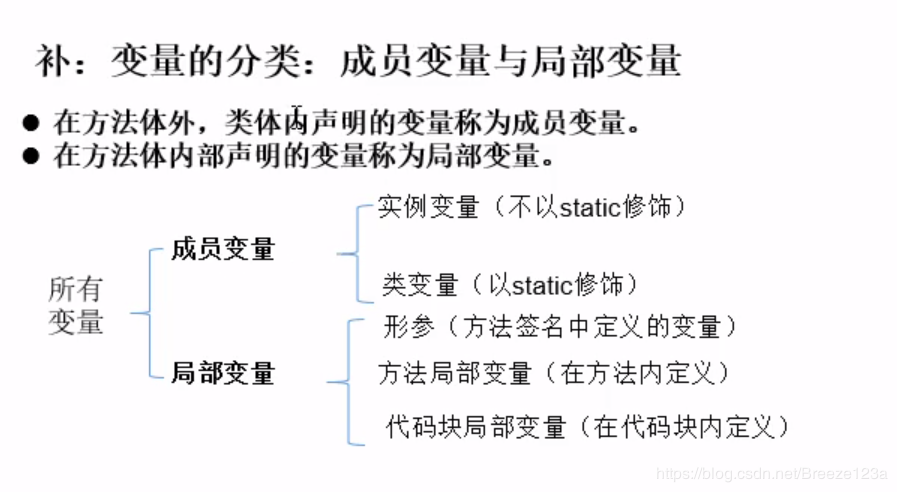 补：变量的分类：成员变量与局部变量
● 在方法体外，类体内声明的变量称为成员变量。
● 在方法体内部声明的变量称为局部变量。
实例变量（不以static修饰）
成员变量
类变量（以static修饰）
所有
变量
形参（方法签名中定义的变量）
局部变量
方法局部变量（在方法内定义）
代码块局部变量（在代码块内定义）
https://blog.csdn.net/Breeze123a